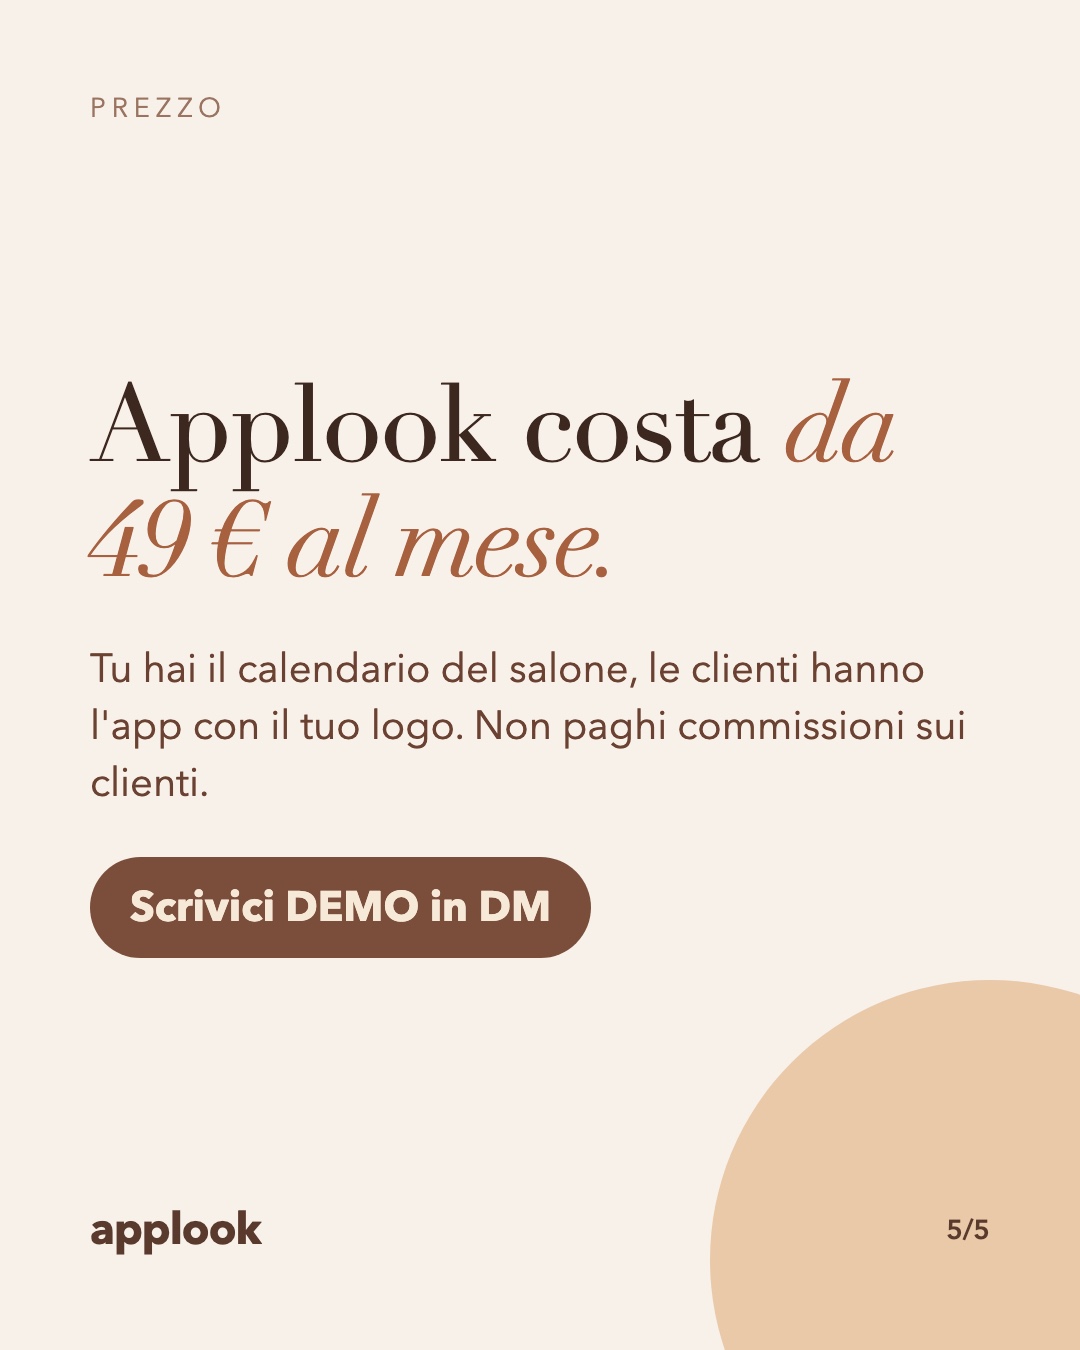 PREZZO
Applook costa da
49 € al mese.
Tu hai il calendario del salone, le clienti hanno
l'app con il tuo logo. Non paghi commissioni sui
clienti.
Scrivici DEMO in DM
applook
5/5